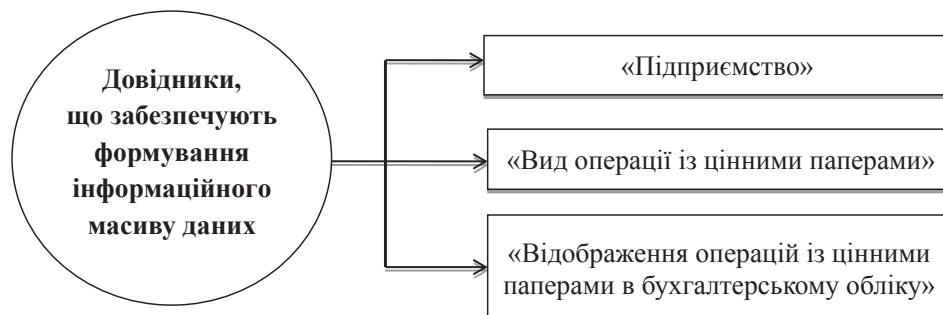 Довідники,
що забезпечують
формування
інформаційного
масиву даних
«Підприємство»
«Вид операції із цінними паперами»
«Відображення операцій із цінними
паперами в бухгалтерському обліку»